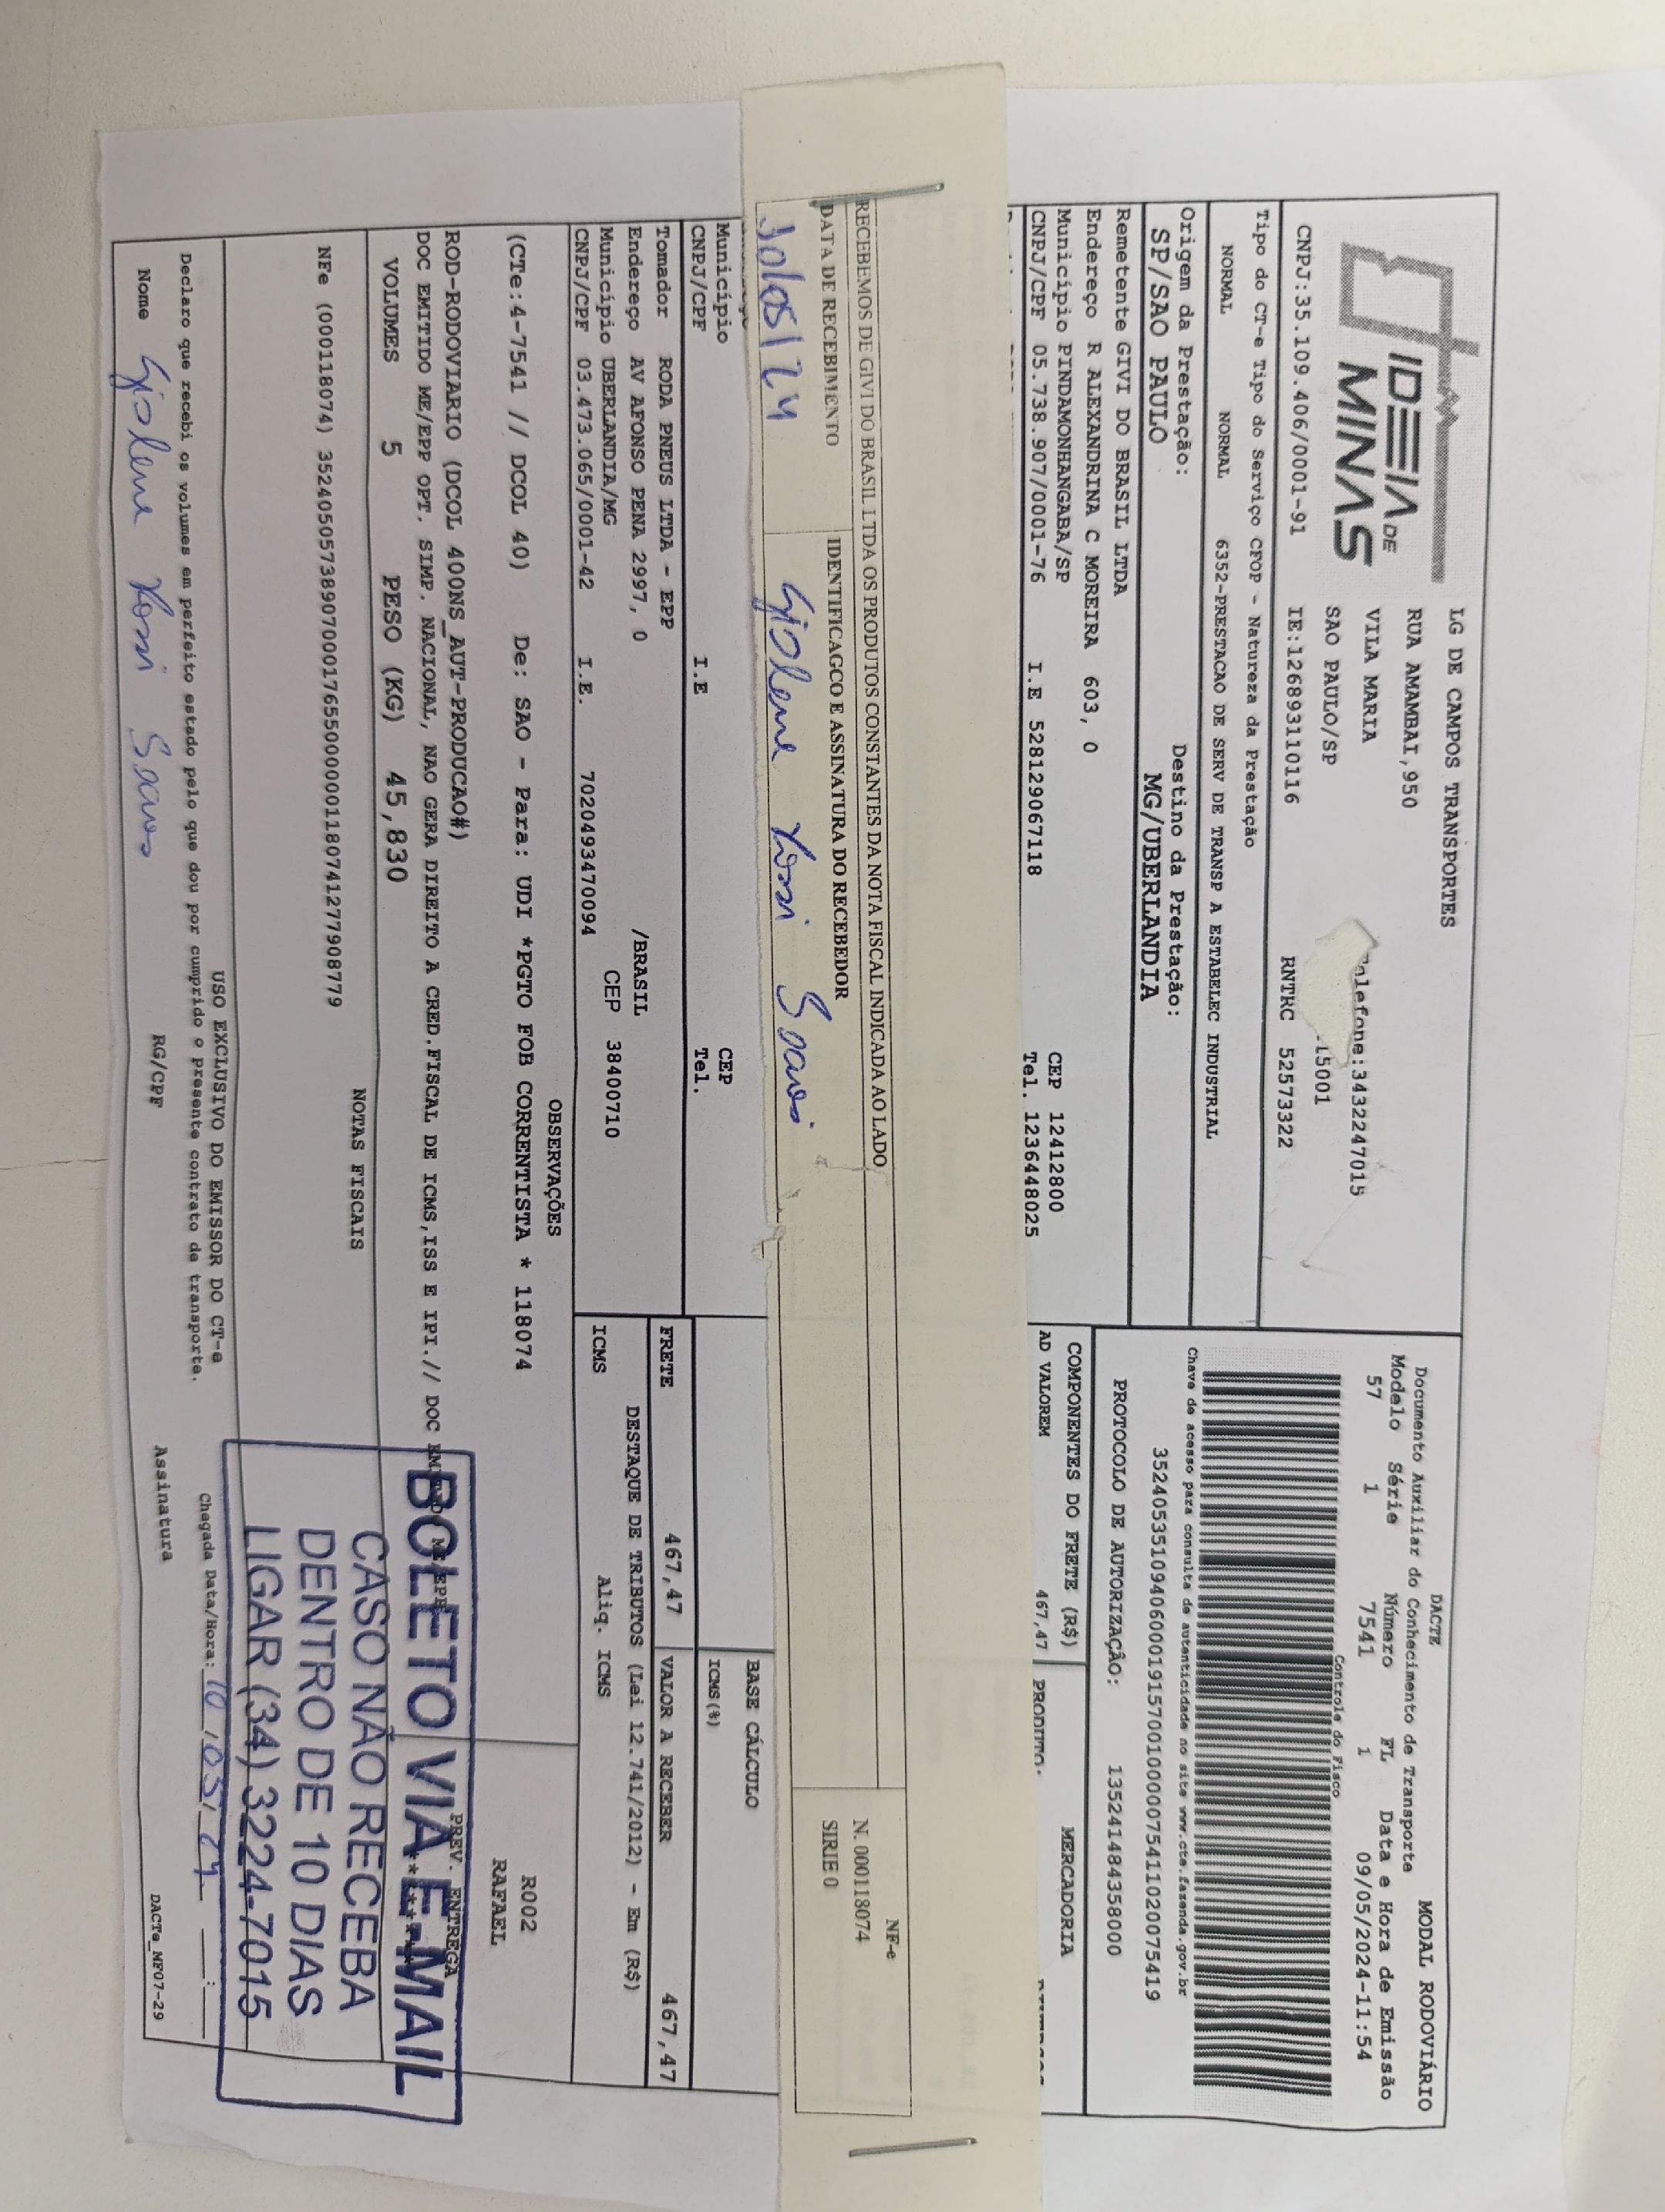 IDEIA DE
MINAS
LG DE CAMPOS TRANSPORTES
RUA AMAMBAI,950
VILA MARIA
SAO PAULO/SP
elefone:3432247015
15001
CNPJ:35.109.406/0001-91 IE:126893110116 RNTRC 52573322
DACTE MODAL RODOVIÁRIO
Documento Auxiliar do Conhecimento de Transporte
Modelo Série Número FL Data e Hora de Emissão
57 1 7541 1 09/05/2024-11:54
Controle do Fisco
Tipo do CT-e Tipo do Serviço CFOP - Natureza da Prestação
NORMAL NORMAL 6352-PRESTACAO DE SERV DE TRANSP A ESTABELEC INDUSTRIAL
Chave de acesso para consulta de autenticidade no site www.cte.fazenda.gov.br
35240535109406000191570010000075411020075419
Origem da Prestação: Destino da Prestação:
SP/SAO PAULO MG/UBERLANDIA
PROTOCOLO DE AUTORIZAÇÃO: 135241484358000
Remetente GIVI DO BRASIL LTDA
Endereço R ALEXANDRINA C MOREIRA 603, 0
Município PINDAMONHANGABA/SP CEP 12412800
CNPJ/CPF 05.738.907/0001-76 I.E 528129067118 Tel. 1236448025
COMPONENTES DO FRETE (R$) MERCADORIA
AD VALOREM 467,47 PRODUTO:
RECEBEMOS DE GIVI DO BRASIL LTDA OS PRODUTOS CONSTANTES DA NOTA FISCAL INDICADA AO LADO
DATA DE RECEBIMENTO IDENTIFICAGCO E ASSINATURA DO RECEBEDOR
10/05/24
NF-e
N. 000118074
SIRIE 0
Município CEP
CNPJ/CPF I.E Tel.
BASE CÁLCULO
ICMS(%)
Tomador RODA PNEUS LTDA - EPP
Endereço AV AFONSO PENA 2997, 0 /BRASIL
Município UBERLANDIA/MG CEP 38400710
CNPJ/CPF 03.473.065/0001-42 I.E. 7020493470094
FRETE 467,47 VALOR A RECEBER 467,47
DESTAQUE DE TRIBUTOS (Lei 12.741/2012) - Em (R$)
ICMS Aliq. ICMS
OBSERVAÇÕES
(CTe:4-7541 // DCOL 40) De: SAO - Para: UDI *PGTO FOB CORRENTISTA * 118074
R002
RAFAEL
ROD-RODOVIARIO (DCOL 400NS_AUT-PRODUCAO#)
DOC EMITIDO ME/EPP OPT. SIMP. NACIONAL, NAO GERA DIREITO A CRED.FISCAL DE ICMS,ISS E IPI.// DOC EMITIDO ME/EPP
PREV. ENTREGA
VOLUMES 5 PESO (KG) 45,830
NOTAS FISCAIS
NFe (000118074) 35240505738907000176550000001180741277908779
BOLETO VIA E-MAIL
CASO NÃO RECEBA
DENTRO DE 10 DIAS
LIGAR (34) 3224-7015
USO EXCLUSIVO DO EMISSOR DO CT-e
Declaro que recebi os volumes em perfeito estado pelo que dou por cumprido o presente contrato de transporte.
Chegada Data/Hora: 10/05/24 __:__
Nome RG/CPF Assinatura
DACTe_MF07-29